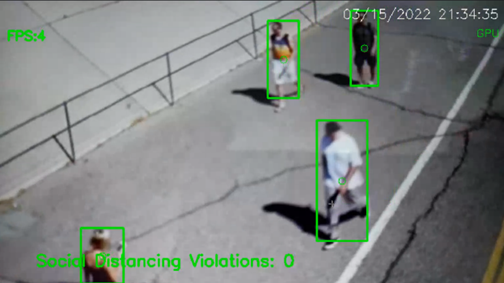 03/15/2022 21:34:35
FPS:4
GPU
Social Distancing Violations: 0